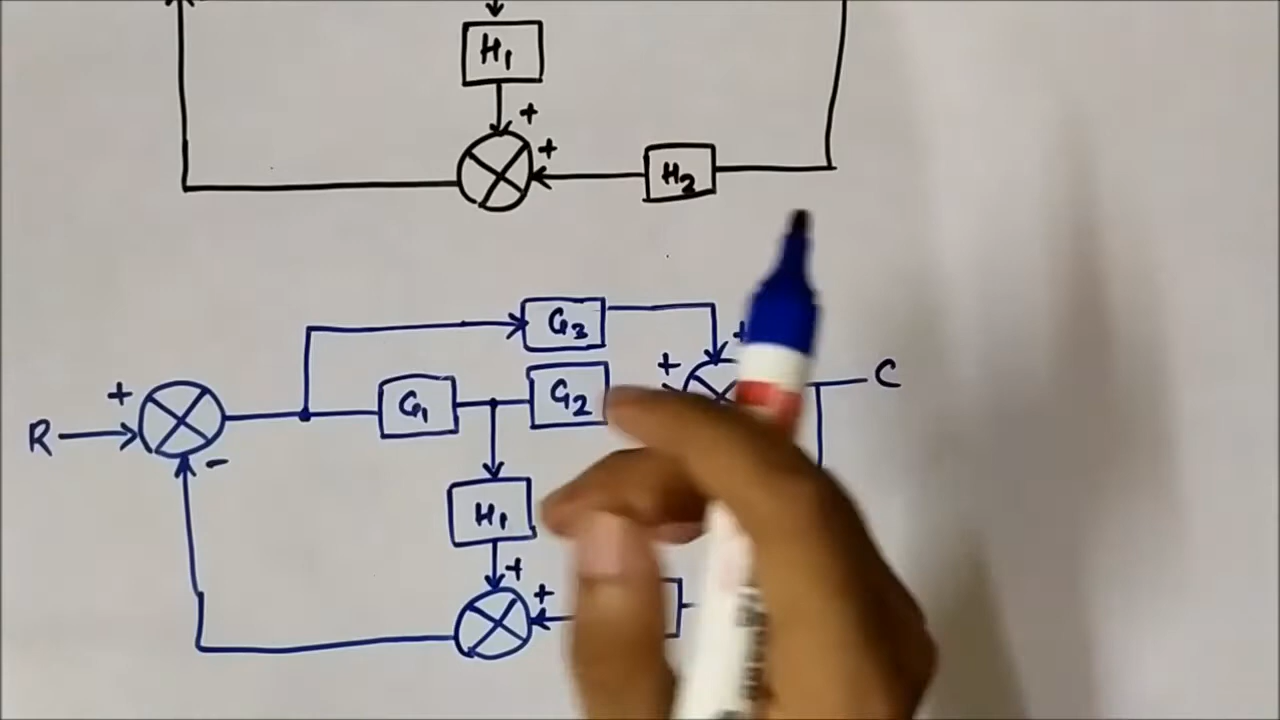 H₁
+
+
H₂
G₃
+
+
+
G₁
G₂
C
R
-
H₁
+
+